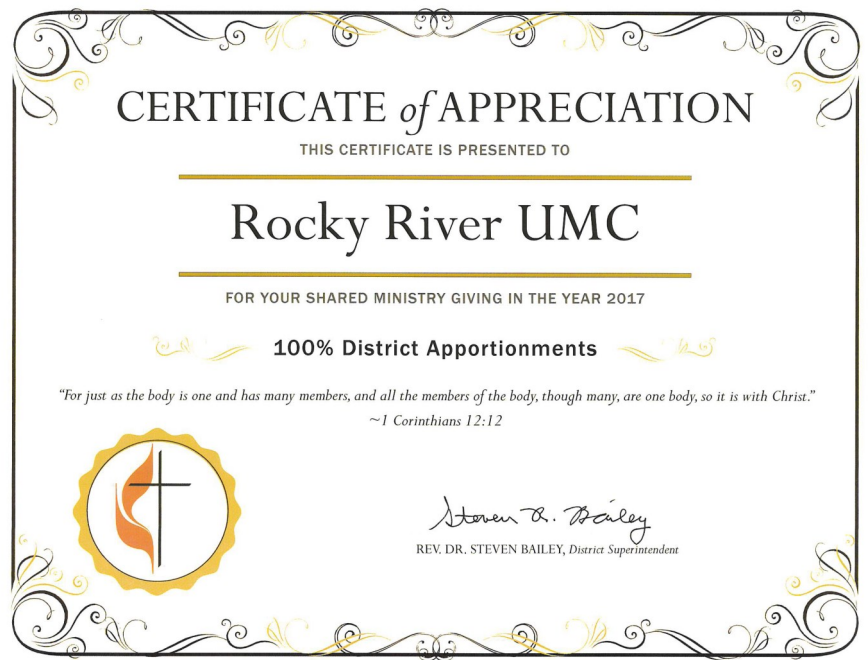 CERTIFICATE of APPRECIATION
THIS CERTIFICATE IS PRESENTED TO
Rocky River UMC
FOR YOUR SHARED MINISTRY GIVING IN THE YEAR 2017
100% District Apportionments
"For just as the body is one and has many members, and all the members of the body, though many, are one body, so it is with Christ."
~1 Corinthians 12:12
Steven R. Bailey
REV. DR. STEVEN BAILEY, District Superintendent